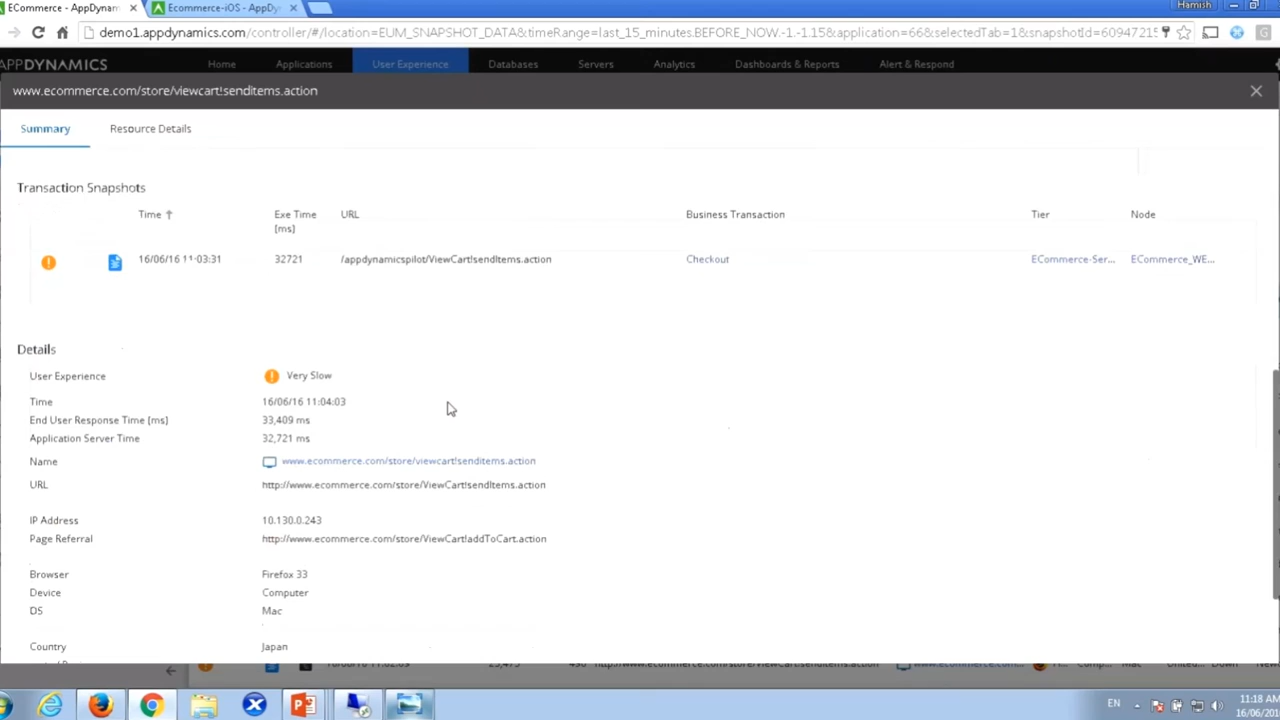 ECommerce - AppDynam
Ecommerce-iOS - AppDy
Hamish
demo1.appdynamics.com/controller/#/location=EUM_SNAPSHOT_DATA&timeRange=last_15_minutes.BEFORE_NOW.-1.-1.15&application=66&selectedTab=1&snapshotId=60947215
APPDYNAMICS
Home
Applications
User Experience
Databases
Servers
Analytics
Dashboards & Reports
Alert & Respond
www.ecommerce.com/store/viewcart!senditems.action
Summary
Resource Details
Transaction Snapshots
Time ↑
Exe Time [ms]
URL
Business Transaction
Tier
Node
16/06/16 11:03:31
32721
/appdynamicspilot/ViewCart!sendItems.action
Checkout
ECommerce-Ser...
ECommerce_WE...
Details
User Experience
Very Slow
Time
16/06/16 11:04:03
End User Response Time [ms]
33,409 ms
Application Server Time
32,721 ms
Name
www.ecommerce.com/store/viewcart!senditems.action
URL
http://www.ecommerce.com/store/ViewCart!sendItems.action
IP Address
10.130.0.243
Page Referral
http://www.ecommerce.com/store/ViewCart!addToCart.action
Browser
Firefox 33
Device
Computer
OS
Mac
Country
Japan
EN
11:18 AM
16/06/201